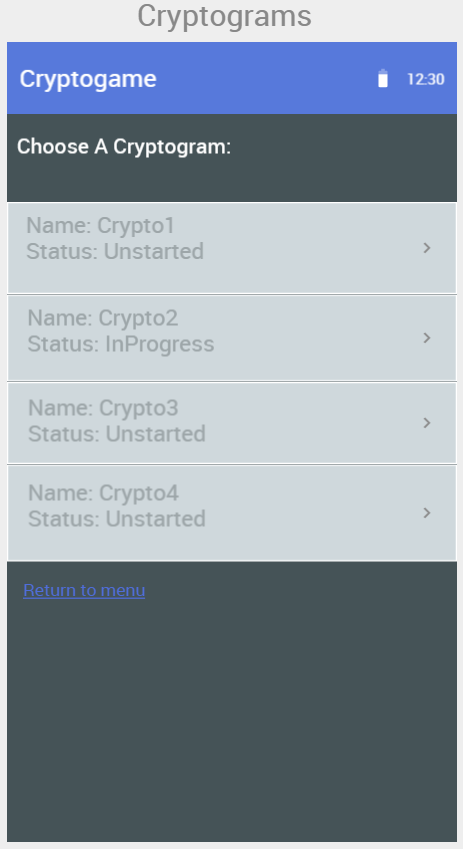 Cryptograms
Cryptogame
12:30
Choose A Cryptogram:
Name: Crypto1
Status: Unstarted
Name: Crypto2
Status: InProgress
Name: Crypto3
Status: Unstarted
Name: Crypto4
Status: Unstarted
Return to menu